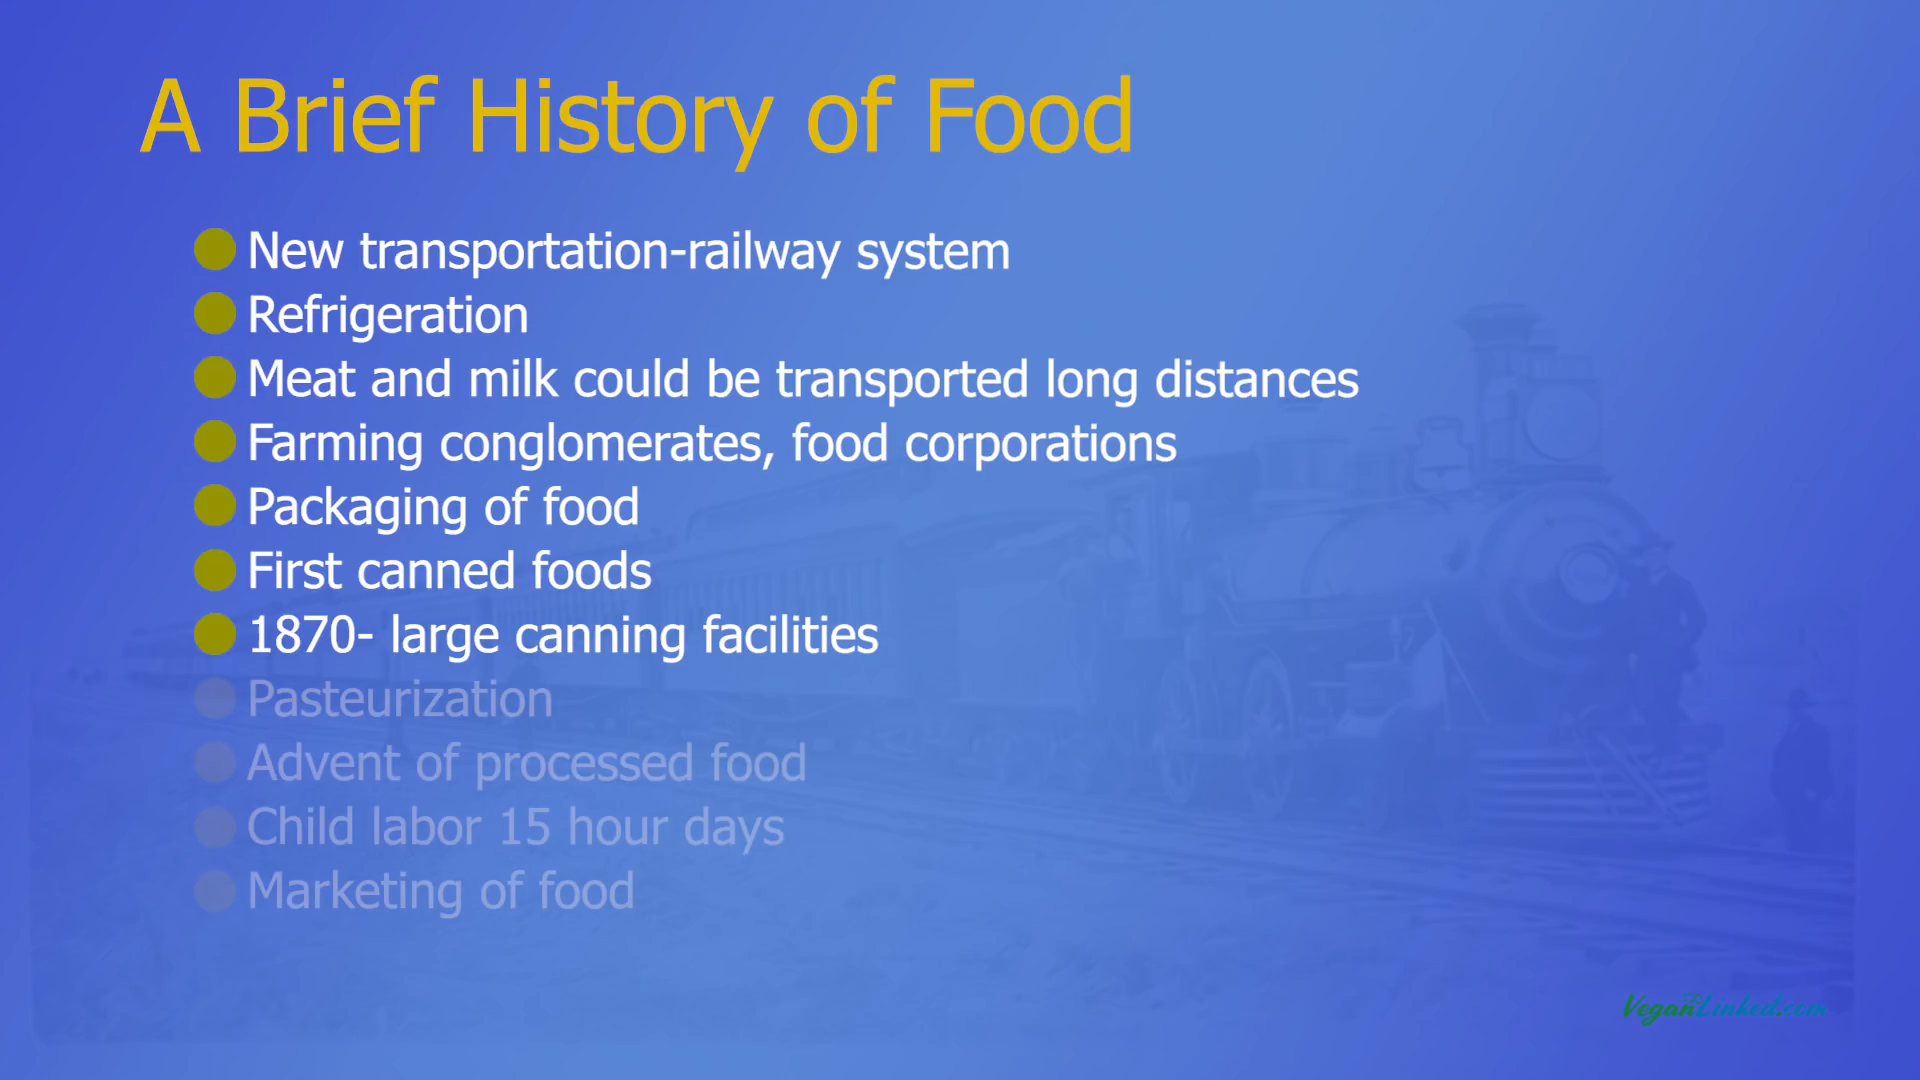 A Brief History of Food
New transportation-railway system
Refrigeration
Meat and milk could be transported long distances
Farming conglomerates, food corporations
Packaging of food
First canned foods
1870- large canning facilities
Pasteurization
Advent of processed food
Child labor 15 hour days
Marketing of food
VeganLinked.com